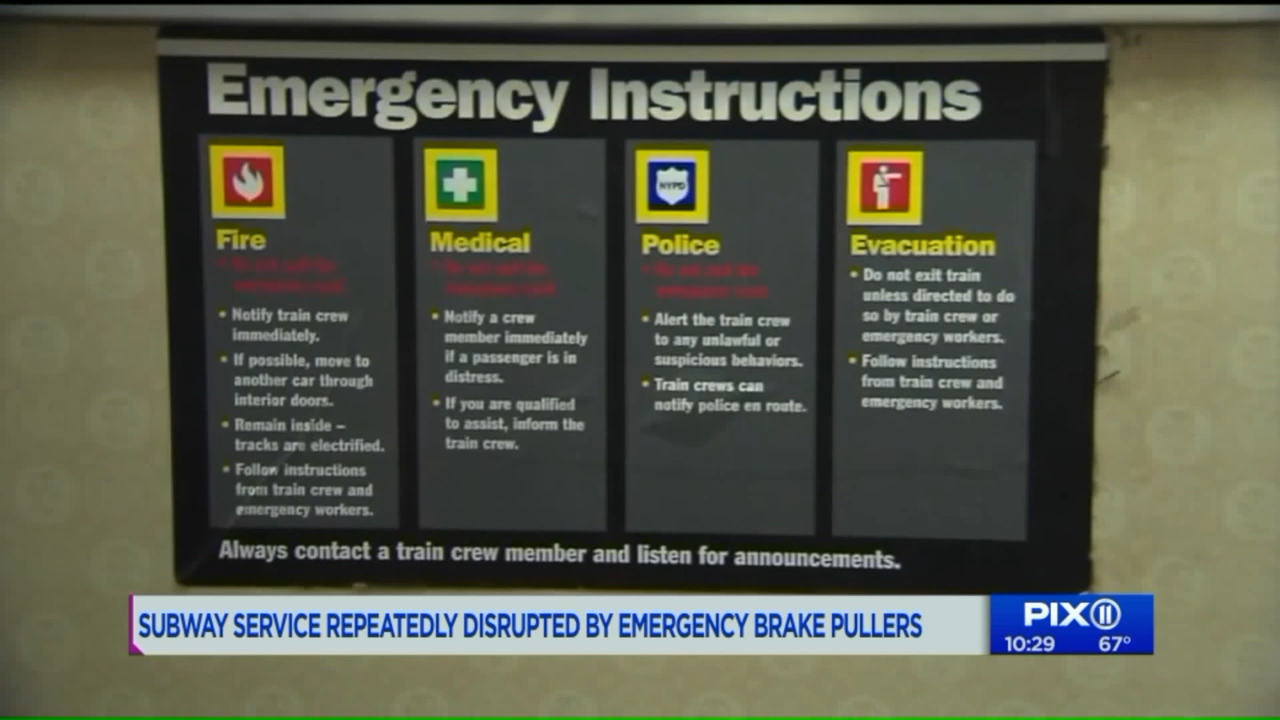 Emergency Instructions
Fire
• Notify train crew
immediately.
• If possible, move to
another car through
interior doors.
• Remain inside –
tracks are electrified.
• Follow instructions
from train crew and
emergency workers.
Medical
• Notify a crew
member immediately
if a passenger is in
distress.
• If you are qualified
to assist, inform the
train crew.
NYPD
Police
• Alert the train crew
to any unlawful or
suspicious behaviors.
• Train crews can
notify police en route.
Evacuation
• Do not exit train
unless directed to do
so by train crew or
emergency workers.
• Follow instructions
from train crew and
emergency workers.
Always contact a train crew member and listen for announcements.
SUBWAY SERVICE REPEATEDLY DISRUPTED BY EMERGENCY BRAKE PULLERS
PIX 11
10:29 67°